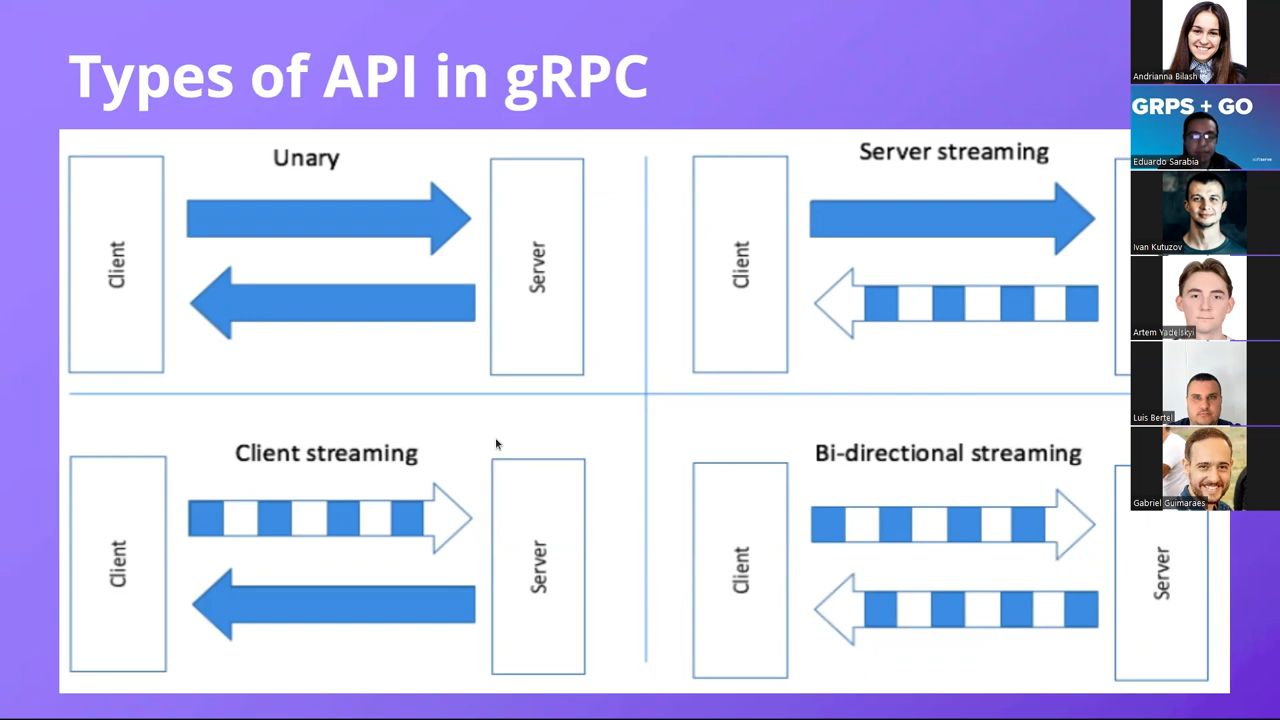 Types of API in gRPC
Unary
Client
Server
Server streaming
Client
Client streaming
Client
Server
Bi-directional streaming
Client
Server
Andrianna Bilash
GRPS + GO
softserve
Eduardo Sarabia
Ivan Kutuzov
Artem Yadelskyi
Luis Bertel
Gabriel Guimaraes